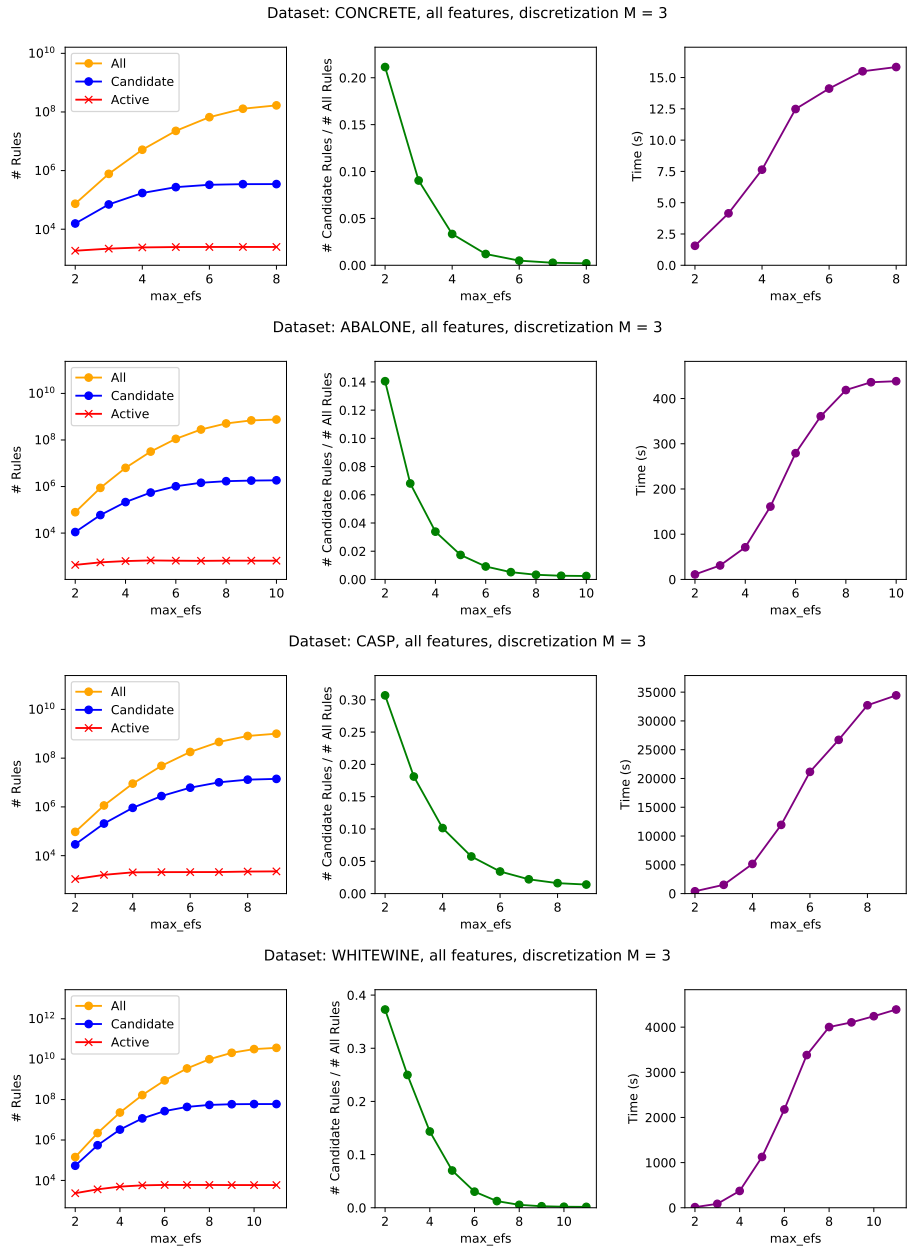 Dataset: CONCRETE, all features, discretization M = 3
# Rules
10^10
10^8
10^6
10^4
All
Candidate
Active
2 4 6 8
max_efs
# Candidate Rules / # All Rules
0.20
0.15
0.10
0.05
0.00
2 4 6 8
max_efs
Time (s)
15.0
12.5
10.0
7.5
5.0
2.5
0.0
2 4 6 8
max_efs
Dataset: ABALONE, all features, discretization M = 3
# Rules
10^10
10^8
10^6
10^4
All
Candidate
Active
2 4 6 8 10
max_efs
# Candidate Rules / # All Rules
0.14
0.12
0.10
0.08
0.06
0.04
0.02
0.00
2 4 6 8 10
max_efs
Time (s)
400
300
200
100
0
2 4 6 8 10
max_efs
Dataset: CASP, all features, discretization M = 3
# Rules
10^10
10^8
10^6
10^4
All
Candidate
Active
2 4 6 8
max_efs
# Candidate Rules / # All Rules
0.30
0.25
0.20
0.15
0.10
0.05
0.00
2 4 6 8
max_efs
Time (s)
35000
30000
25000
20000
15000
10000
5000
0
2 4 6 8
max_efs
Dataset: WHITEWINE, all features, discretization M = 3
# Rules
10^12
10^10
10^8
10^6
10^4
All
Candidate
Active
2 4 6 8 10
max_efs
# Candidate Rules / # All Rules
0.4
0.3
0.2
0.1
0.0
2 4 6 8 10
max_efs
Time (s)
4000
3000
2000
1000
0
2 4 6 8 10
max_efs